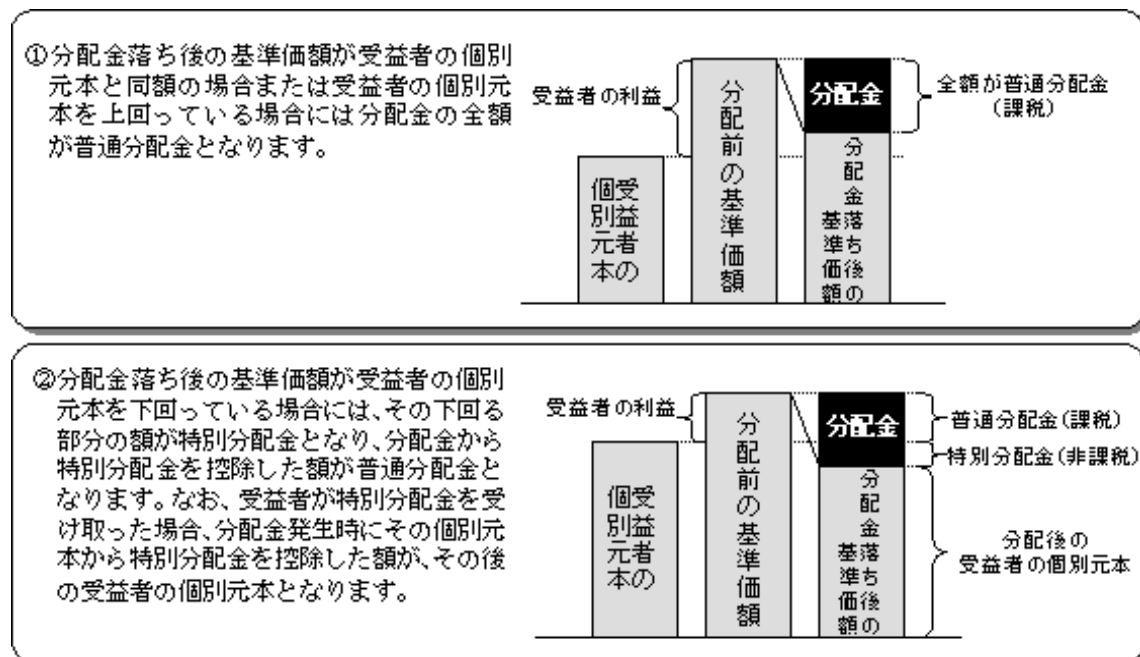 ①分配金落ち後の基準価額が受益者の個別
元本と同額の場合または受益者の個別元
本を上回っている場合には分配金の全額
が普通分配金となります。
受益者の利益
受益者の
個別元本
分配前の基準価額
分配金
分配金落ち後の
基準価額
全額が普通分配金
(課税)
②分配金落ち後の基準価額が受益者の個別
元本を下回っている場合には、その下回る
部分の額が特別分配金となり、分配金から
特別分配金を控除した額が普通分配金と
なります。なお、受益者が特別分配金を受
け取った場合、分配金発生時にその個別元
本から特別分配金を控除した額が、その後
の受益者の個別元本となります。
受益者の利益
受益者の
個別元本
分配前の基準価額
分配金
分配金落ち後の
基準価額
普通分配金(課税)
特別分配金(非課税)
分配後の
受益者の個別元本